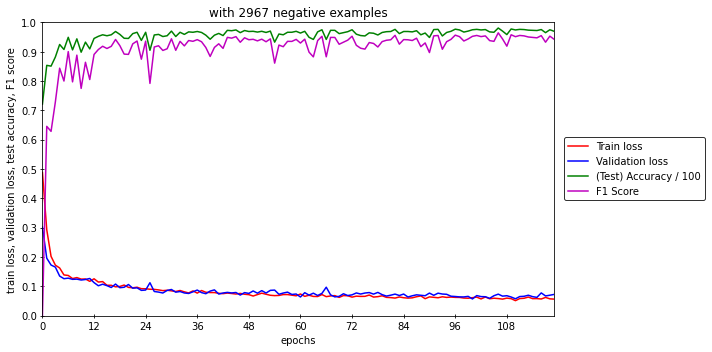 with 2967 negative examples
train loss, validation loss, test accuracy, F1 score
1.0
0.9
0.8
0.7
0.6
0.5
0.4
0.3
0.2
0.1
0.0
0 12 24 36 48 60 72 84 96 108
epochs
Train loss
Validation loss
(Test) Accuracy / 100
F1 Score